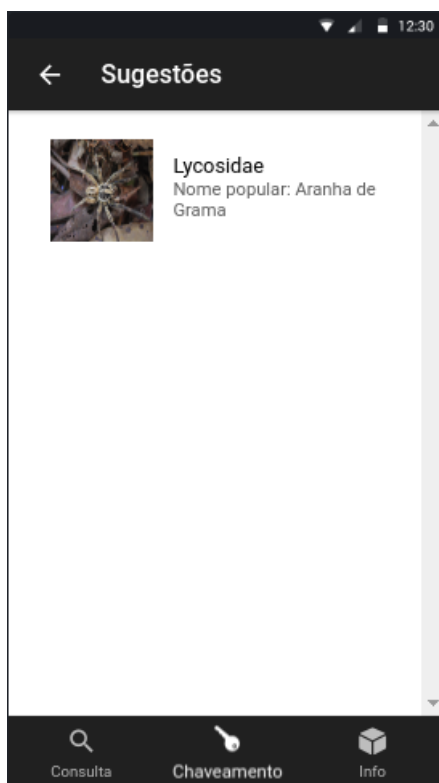 12:30
Sugestões
Lycosidae
Nome popular: Aranha de
Grama
Consulta
Chaveamento
Info